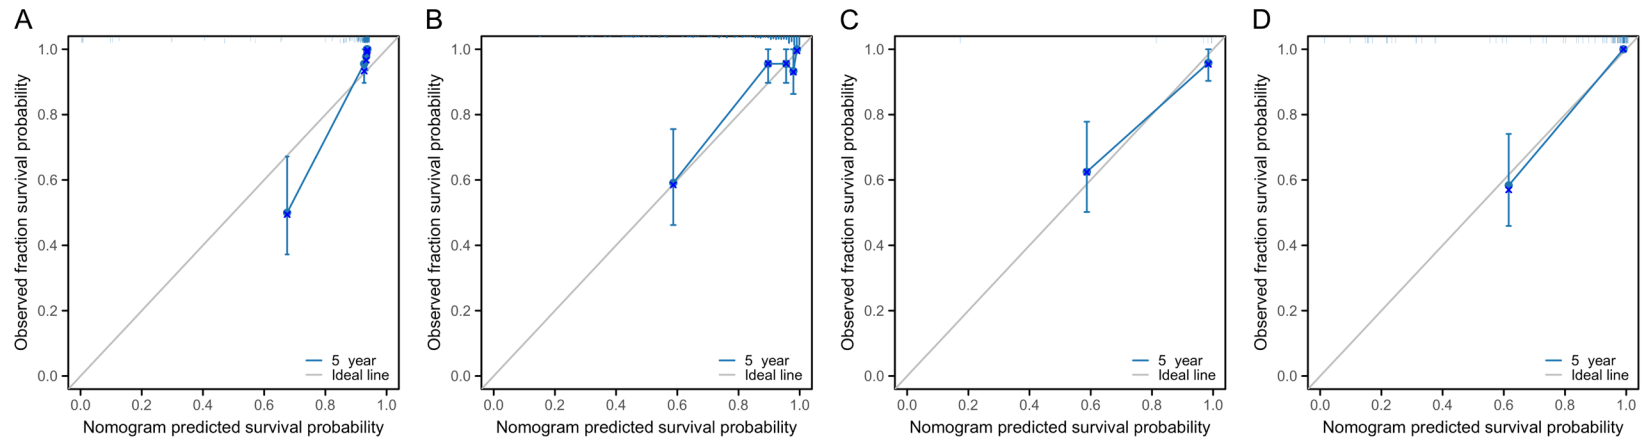 A
Observed fraction survival probability
1.0
0.8
0.6
0.4
0.2
0.0
5 year
Ideal line
0.0 0.2 0.4 0.6 0.8 1.0
Nomogram predicted survival probability
B
Observed fraction survival probability
1.0
0.8
0.6
0.4
0.2
0.0
5 year
Ideal line
0.0 0.2 0.4 0.6 0.8 1.0
Nomogram predicted survival probability
C
Observed fraction survival probability
1.0
0.8
0.6
0.4
0.2
0.0
5 year
Ideal line
0.0 0.2 0.4 0.6 0.8 1.0
Nomogram predicted survival probability
D
Observed fraction survival probability
1.0
0.8
0.6
0.4
0.2
0.0
5 year
Ideal line
0.0 0.2 0.4 0.6 0.8 1.0
Nomogram predicted survival probability